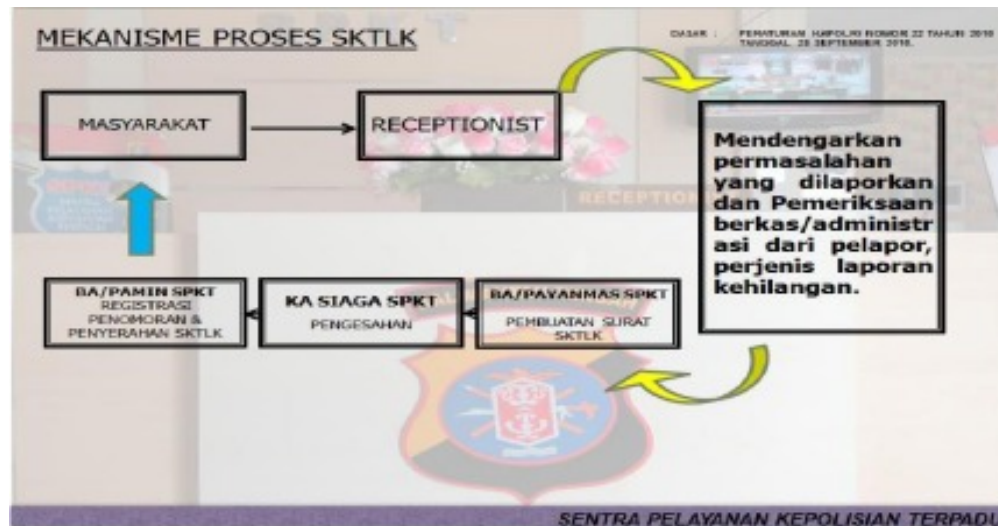 MEKANISME PROSES SKTLK
DASAR : PERATURAN KAPOLRI NOMOR 22 TAHUN 2010
TANGGAL 28 SEPTEMBER 2010.
MASYARAKAT
RECEPTIONIST
Mendengarkan
permasalahan
yang dilaporkan
dan Pemeriksaan
berkas/administr
asi dari pelapor,
perjenis laporan
kehilangan.
RECEPTION
BA/PAMIN SPKT
REGISTRASI
PENOMORAN &
PENYERAHAN SKTLK
KA SIAGA SPKT
PENGESAHAN
BA/PAYANMAS SPKT
PEMBUATAN SURAT
SKTLK
SENTRA PELAYANAN KEPOLISIAN TERPADU